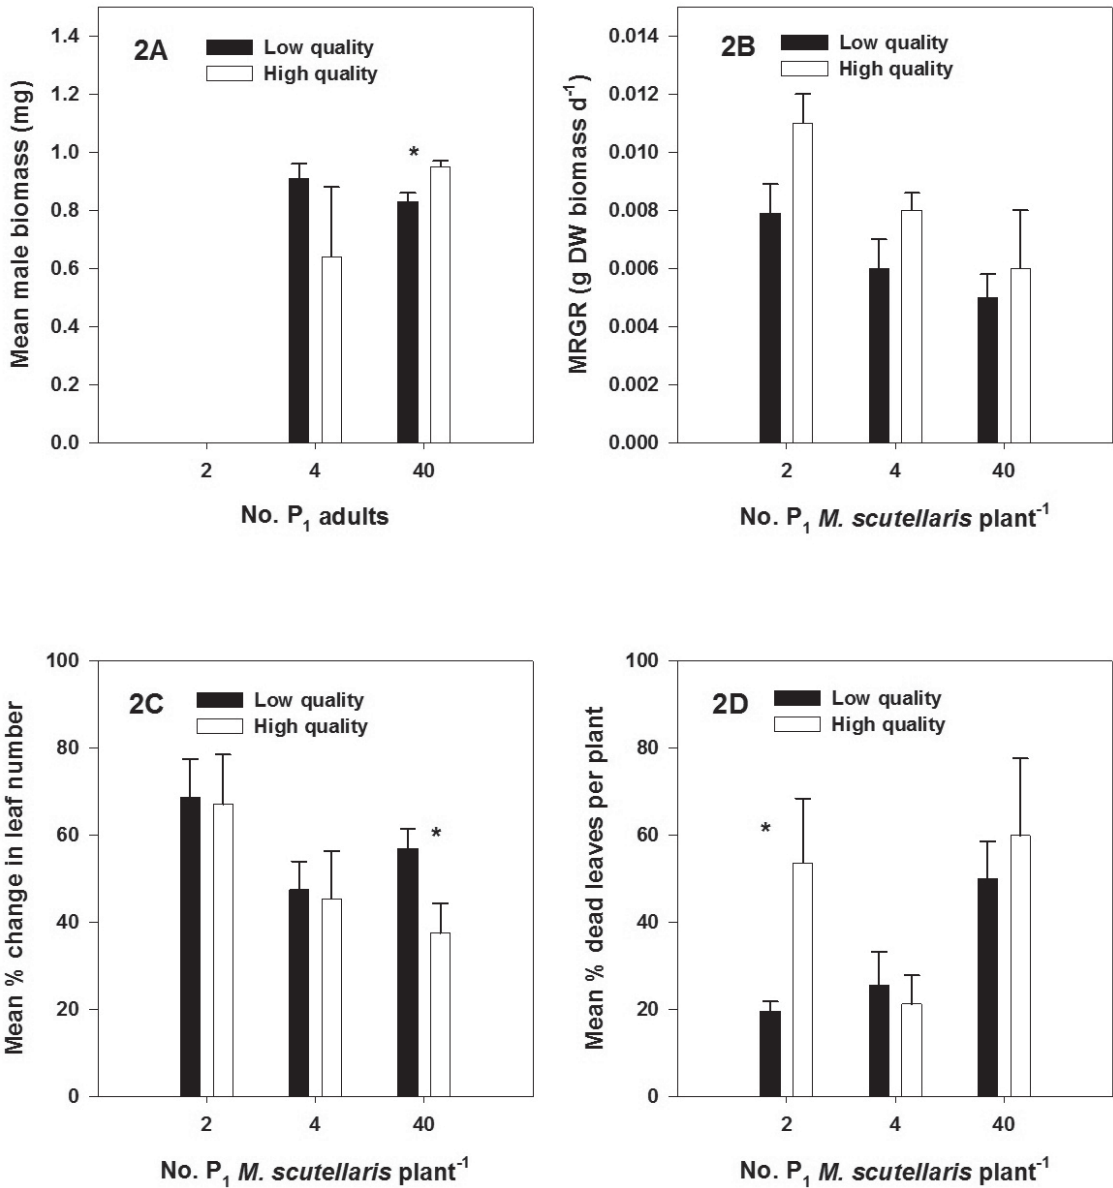 2A
Low quality
High quality
Mean male biomass (mg)
1.4
1.2
1.0
0.8
0.6
0.4
0.2
0.0
*
2
4
40
No. P1 adults
2B
Low quality
High quality
MRGR (g DW biomass d-1)
0.014
0.012
0.010
0.008
0.006
0.004
0.002
0.000
2
4
40
No. P1 M. scutellaris plant-1
2C
Low quality
High quality
Mean % change in leaf number
100
80
60
40
20
0
*
2
4
40
No. P1 M. scutellaris plant-1
2D
Low quality
High quality
Mean % dead leaves per plant
100
80
60
40
20
0
*
2
4
40
No. P1 M. scutellaris plant-1